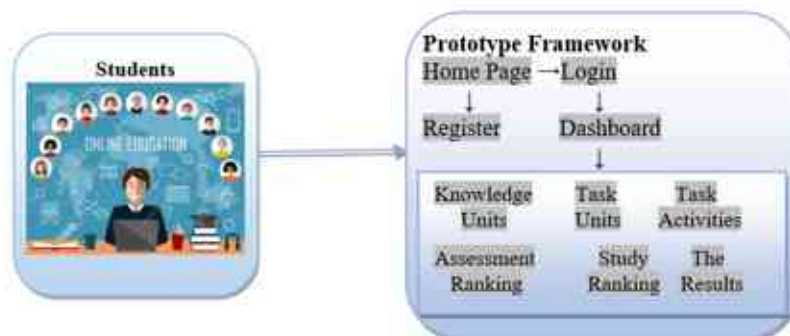 Students
ONLINE EDUCATION
Prototype Framework
Home Page → Login
↓ ↓
Register Dashboard
↓
Knowledge Task Task
Units Units Activities
Assessment Study The
Ranking Ranking Results